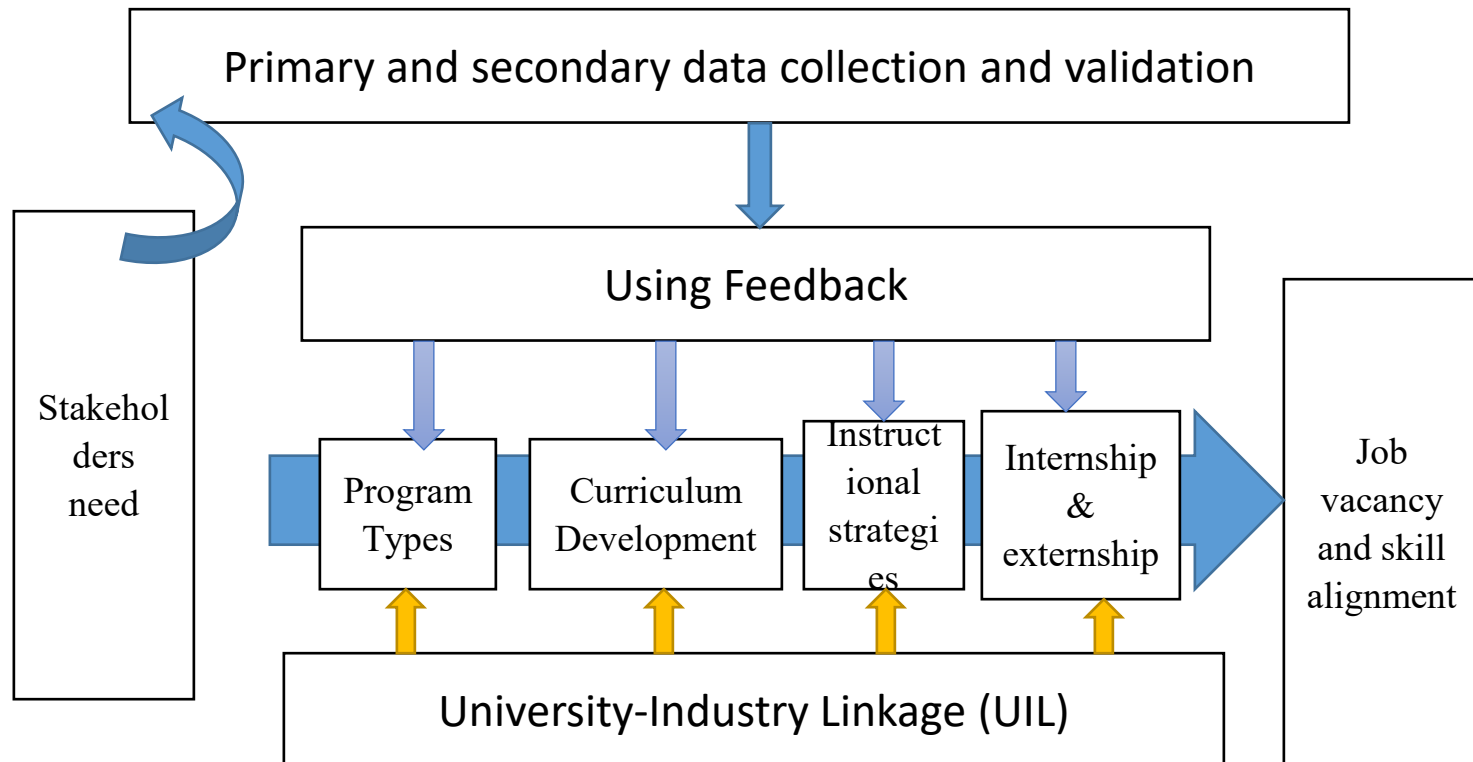 Primary and secondary data collection and validation
Using Feedback
Stakehol
ders
need
Program
Types
Curriculum
Development
Instruct
ional
strategi
es
Internship
&
externship
Job
vacancy
and skill
alignment
University-Industry Linkage (UIL)